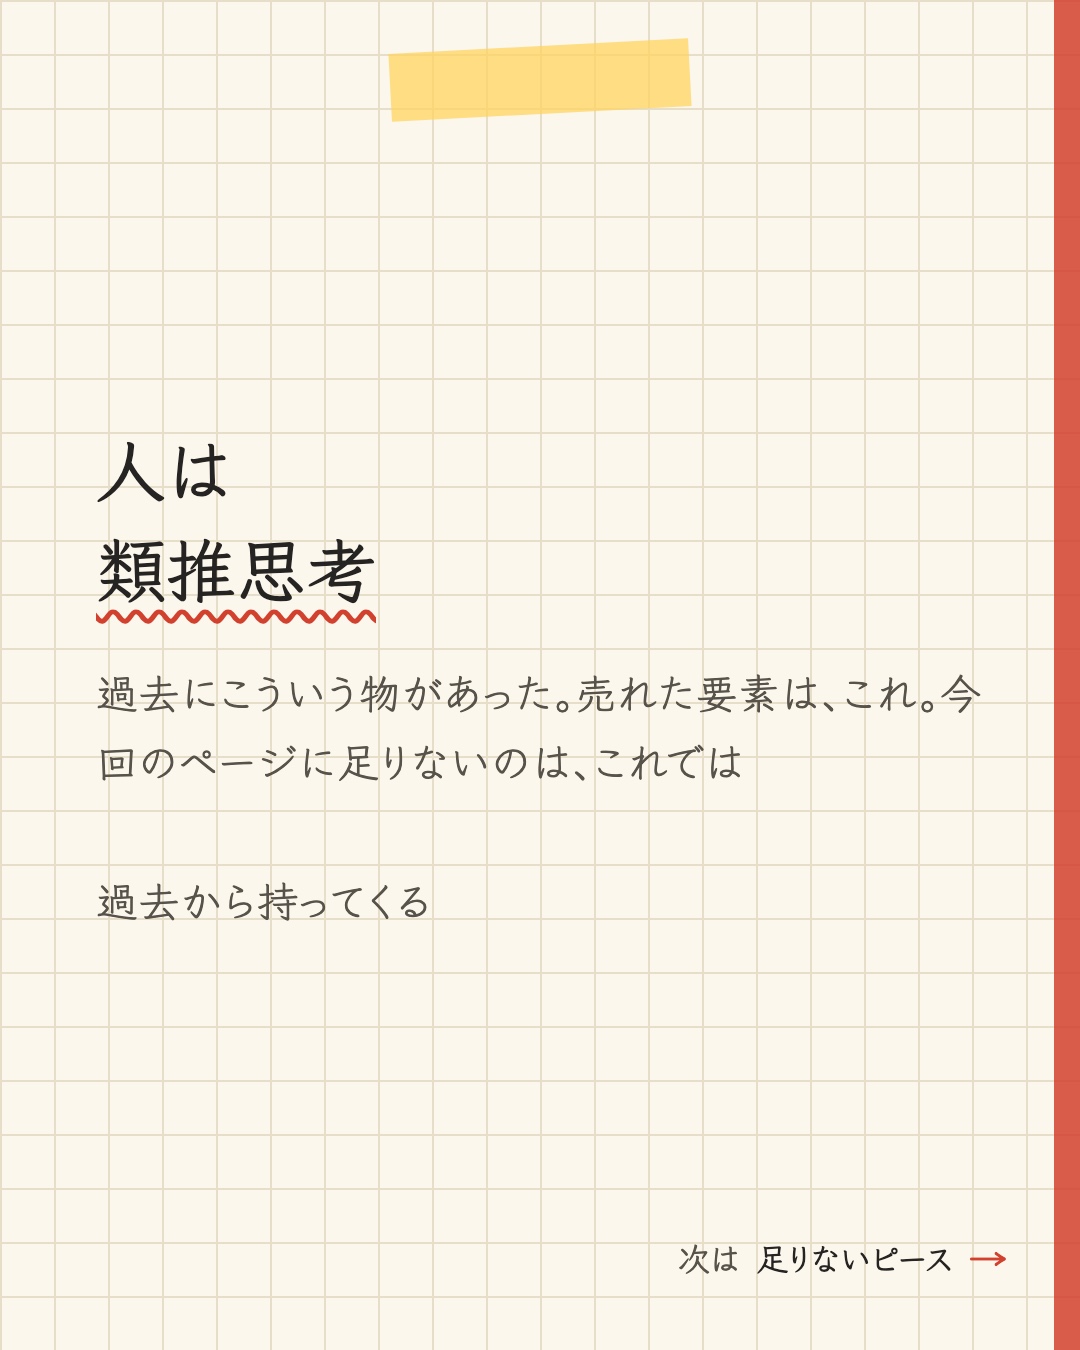 人は
類推思考
過去にこういう物があった。売れた要素は、これ。今
回のページに足りないのは、これでは
過去から持ってくる
次は 足りないピース →